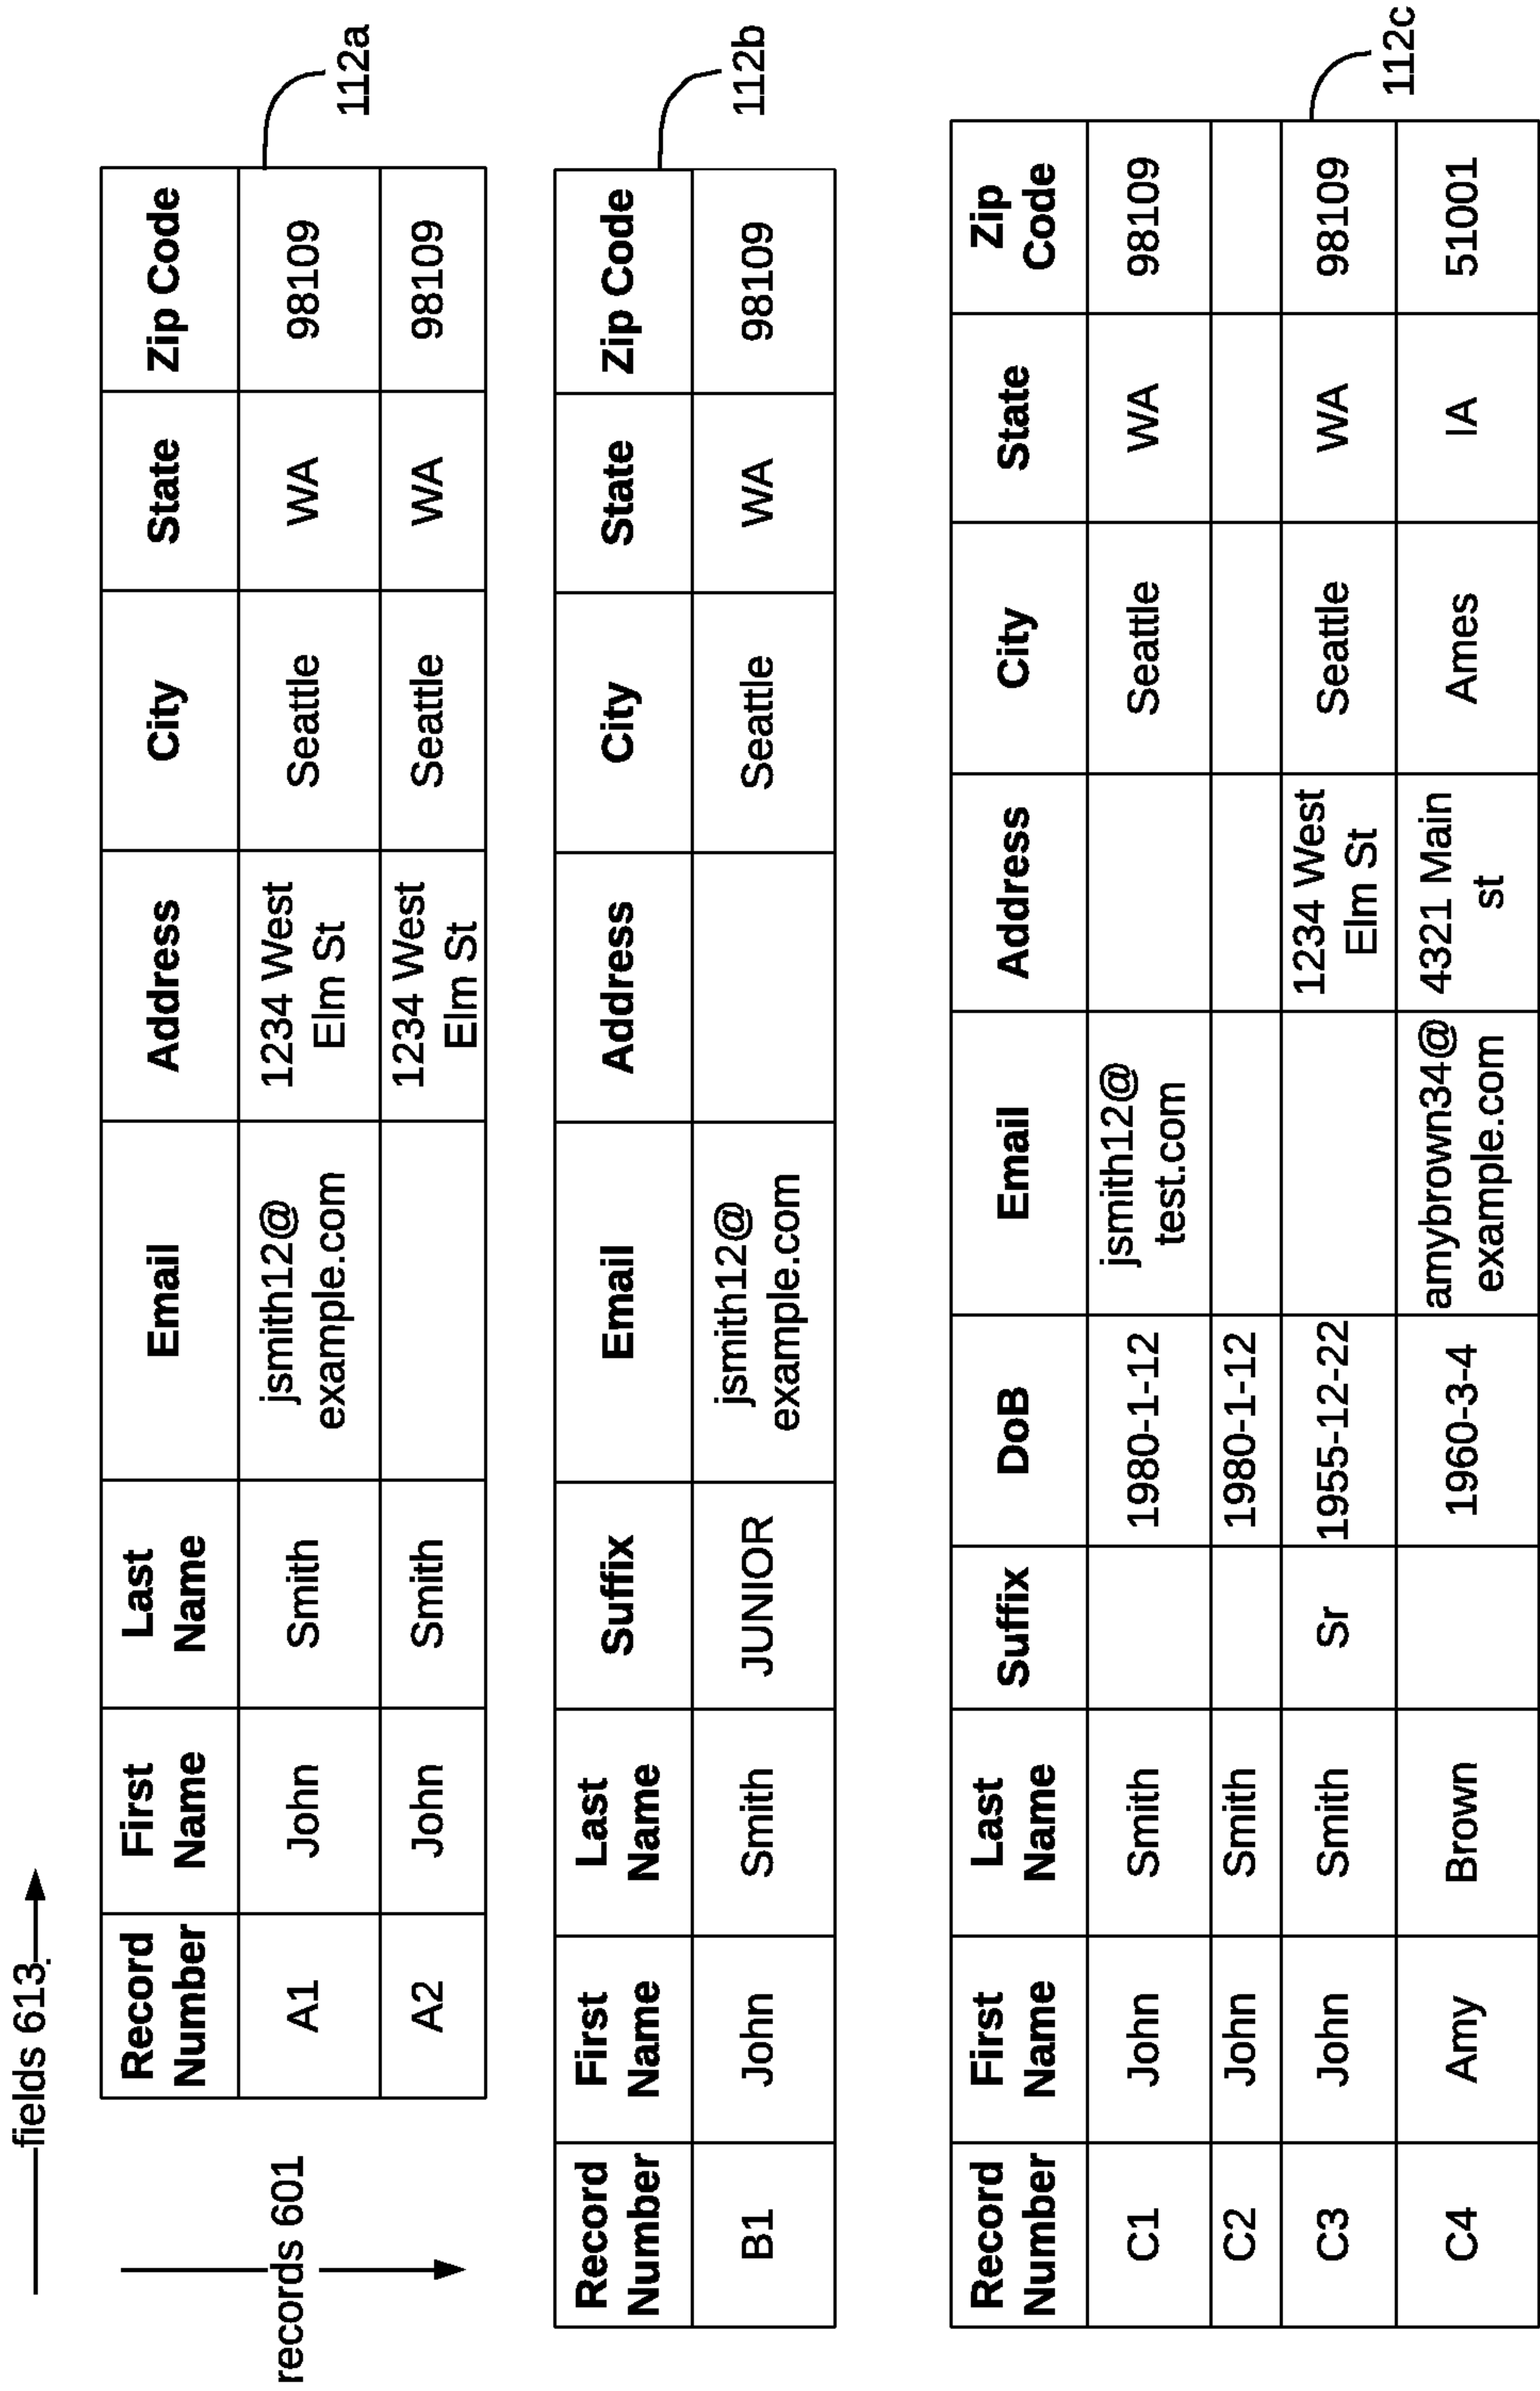 fields 613
records 601
Record Number First Name Last Name Email Address City State Zip Code
A1 John Smith jsmith12@example.com 1234 West Elm St Seattle WA 98109
A2 John Smith 1234 West Elm St Seattle WA 98109
112a
Record Number First Name Last Name Suffix Email Address City State Zip Code
B1 John Smith JUNIOR jsmith12@example.com Seattle WA 98109
112b
Record Number First Name Last Name Suffix DoB Email Address City State Zip Code
C1 John Smith 1980-1-12 jsmith12@test.com Seattle WA 98109
C2 John Smith 1980-1-12
C3 John Smith Sr 1955-12-22 1234 West Elm St Seattle WA 98109
C4 Amy Brown 1960-3-4 amybrown34@example.com 4321 Main st Ames IA 51001
112c